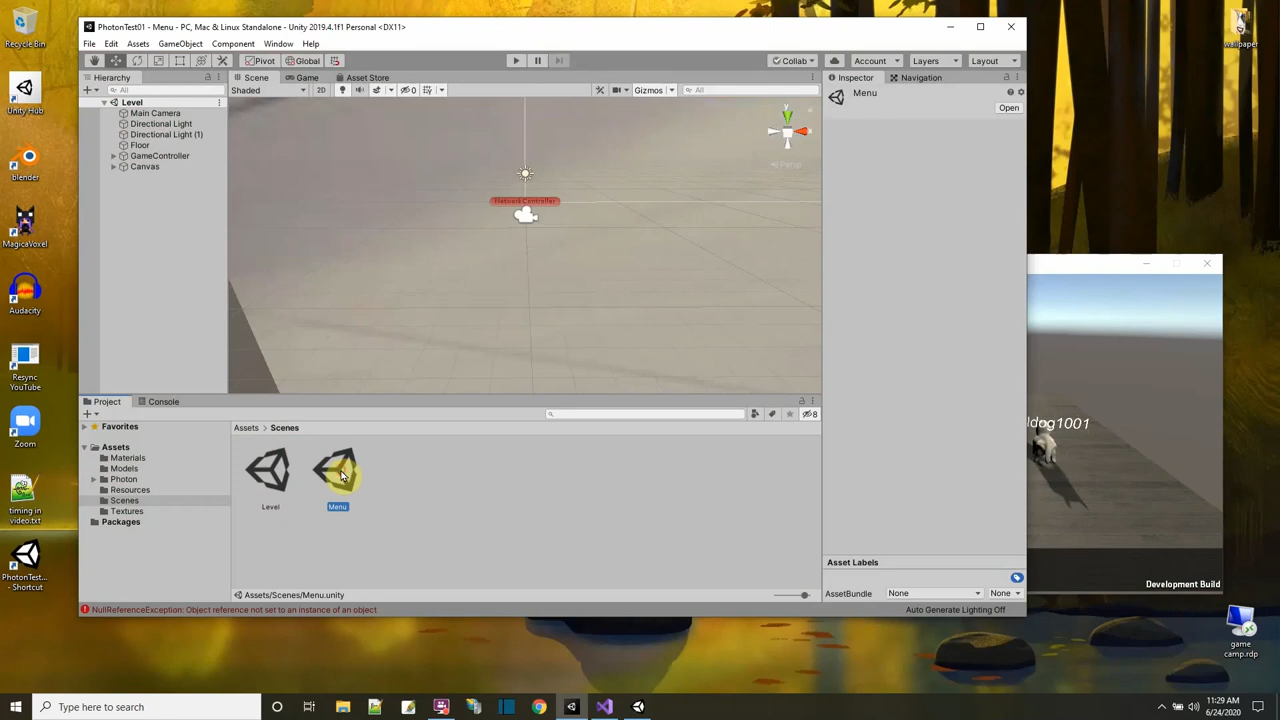 Recycle Bin
Unity Hub
blender
MagicaVoxel
Audacity
Resync
YouTube
Zoom
timing in
video.txt
PhotonTest...
- Shortcut
PhotonTest01 - Menu - PC, Mac & Linux Standalone - Unity 2019.4.1f1 Personal <DX11>
File Edit Assets GameObject Component Window Help
Pivot Global Collab Account Layers Layout
Hierarchy Scene Game Asset Store Inspector Navigation
All Shaded 2D 0 Gizmos All
Level
Main Camera
Directional Light
Directional Light (1)
Floor
GameController
Canvas
y
Persp
NetworkController
Menu
Open
Project Console
8
Favorites
Assets
Materials
Models
Photon
Resources
Scenes
Textures
Packages
Assets > Scenes
Level
Menu
Assets/Scenes/Menu.unity
Asset Labels
AssetBundle None None
NullReferenceException: Object reference not set to an instance of an object
Auto Generate Lighting Off
ldog1001
Development Build
wallpaper
game
camp.rdp
Type here to search
11:29 AM
6/24/2020